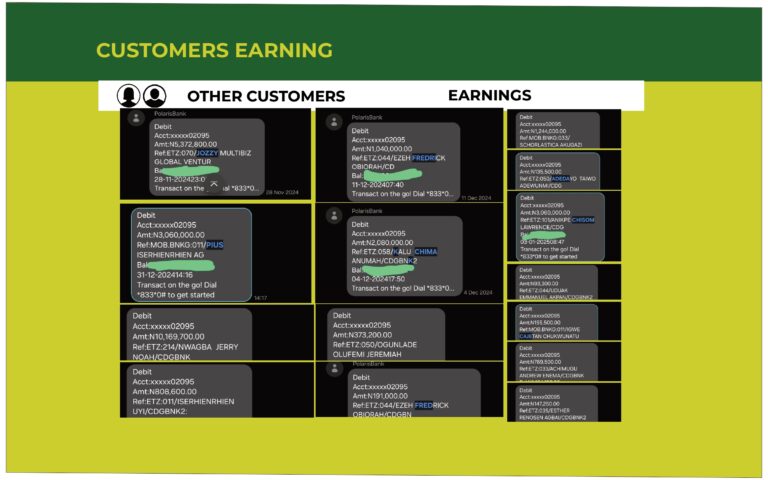 CUSTOMERS EARNING
OTHER CUSTOMERS
EARNINGS
PolarisBank
Debit
Acct:xxxxx02095
Amt:N5,372,800.00
Ref:ETZ:070/JOZZY MULTIBIZ
GLOBAL VENTUR
28-11-202423:0
Transact on the go! Dial *833*0...
28 Nov 2024
Debit
Acct:xxxxx02095
Amt:N3,060,000.00
Ref:MOB.BNKG:011/PIUS
ISERHIENRHIEN AG
Bal:
31-12-202414:16
Transact on the go! Dial
*833*0# to get started
14:17
Debit
Acct:xxxxx02095
Amt:N10,169,700.00
Ref:ETZ:214/NWAGBA JERRY
NOAH/CDGBNK
Debit
Acct:xxxxx02095
Amt:N808,600.00
Ref:ETZ:011/ISERHIENRHIEN
UYI/CDGBNK2:
PolarisBank
Debit
Acct:xxxxx02095
Amt:N1,040,000.00
Ref:ETZ:044/EZEH FREDRICK
OBIORAH/CD
Bal:
11-12-202407:40
Transact on the go! Dial *833*0...
11 Dec 2024
PolarisBank
Debit
Acct:xxxxx02095
Amt:N2,080,000.00
Ref:ETZ:058/KALU CHIMA
ANUMAH/CDGBNK2
Bal:
04-12-202417:50
Transact on the go! Dial *833*0...
4 Dec 2024
Debit
Acct:xxxxx02095
Amt:N373,200.00
Ref:ETZ:050/OGUNLADE
OLUFEMI JEREMIAH
PolarisBank
Debit
Acct:xxxxx02095
Amt:N191,000.00
Ref:ETZ:044/EZEH FREDRICK
OBIORAH/CDGBN
Debit
Acct:xxxxx02095
Amt:N1,244,000.00
Ref:MOB.BNKG:033/
SCHORLASTICA AKUGAZI
Debit
Acct:xxxxx02095
Amt:N135,500.00
Ref:ETZ:050/ADEDAYO TAIWO
ADEWUNMI/CDG
Debit
Acct:xxxxx02095
Amt:N3,060,000.00
Ref:ETZ:101/ANIKPE CHISOM
LAWRENCE/CDG
03-01-202508:47
Transact on the go! Dial
*833*0# to get started
Debit
Acct:xxxxx02095
Amt:N93,300.00
Ref:ETZ:044/UDUAK
EMMANUEL AKPAN/CDGBNK2
Debit
Acct:xxxxx02095
Amt:N155,500.00
Ref:MOB.BNKG:011/IGWE
CAJETAN CHUKWUNATU
Debit
Acct:xxxxx02095
Amt:N769,500.00
Ref:ETZ:033/ACHIMUGU
ANDREW ENEMA/CDGBNK
Debit
Acct:xxxxx02095
Amt:N147,250.00
Ref:ETZ:035/ESTHER
RENOSEN AGBAI/CDGBNK2